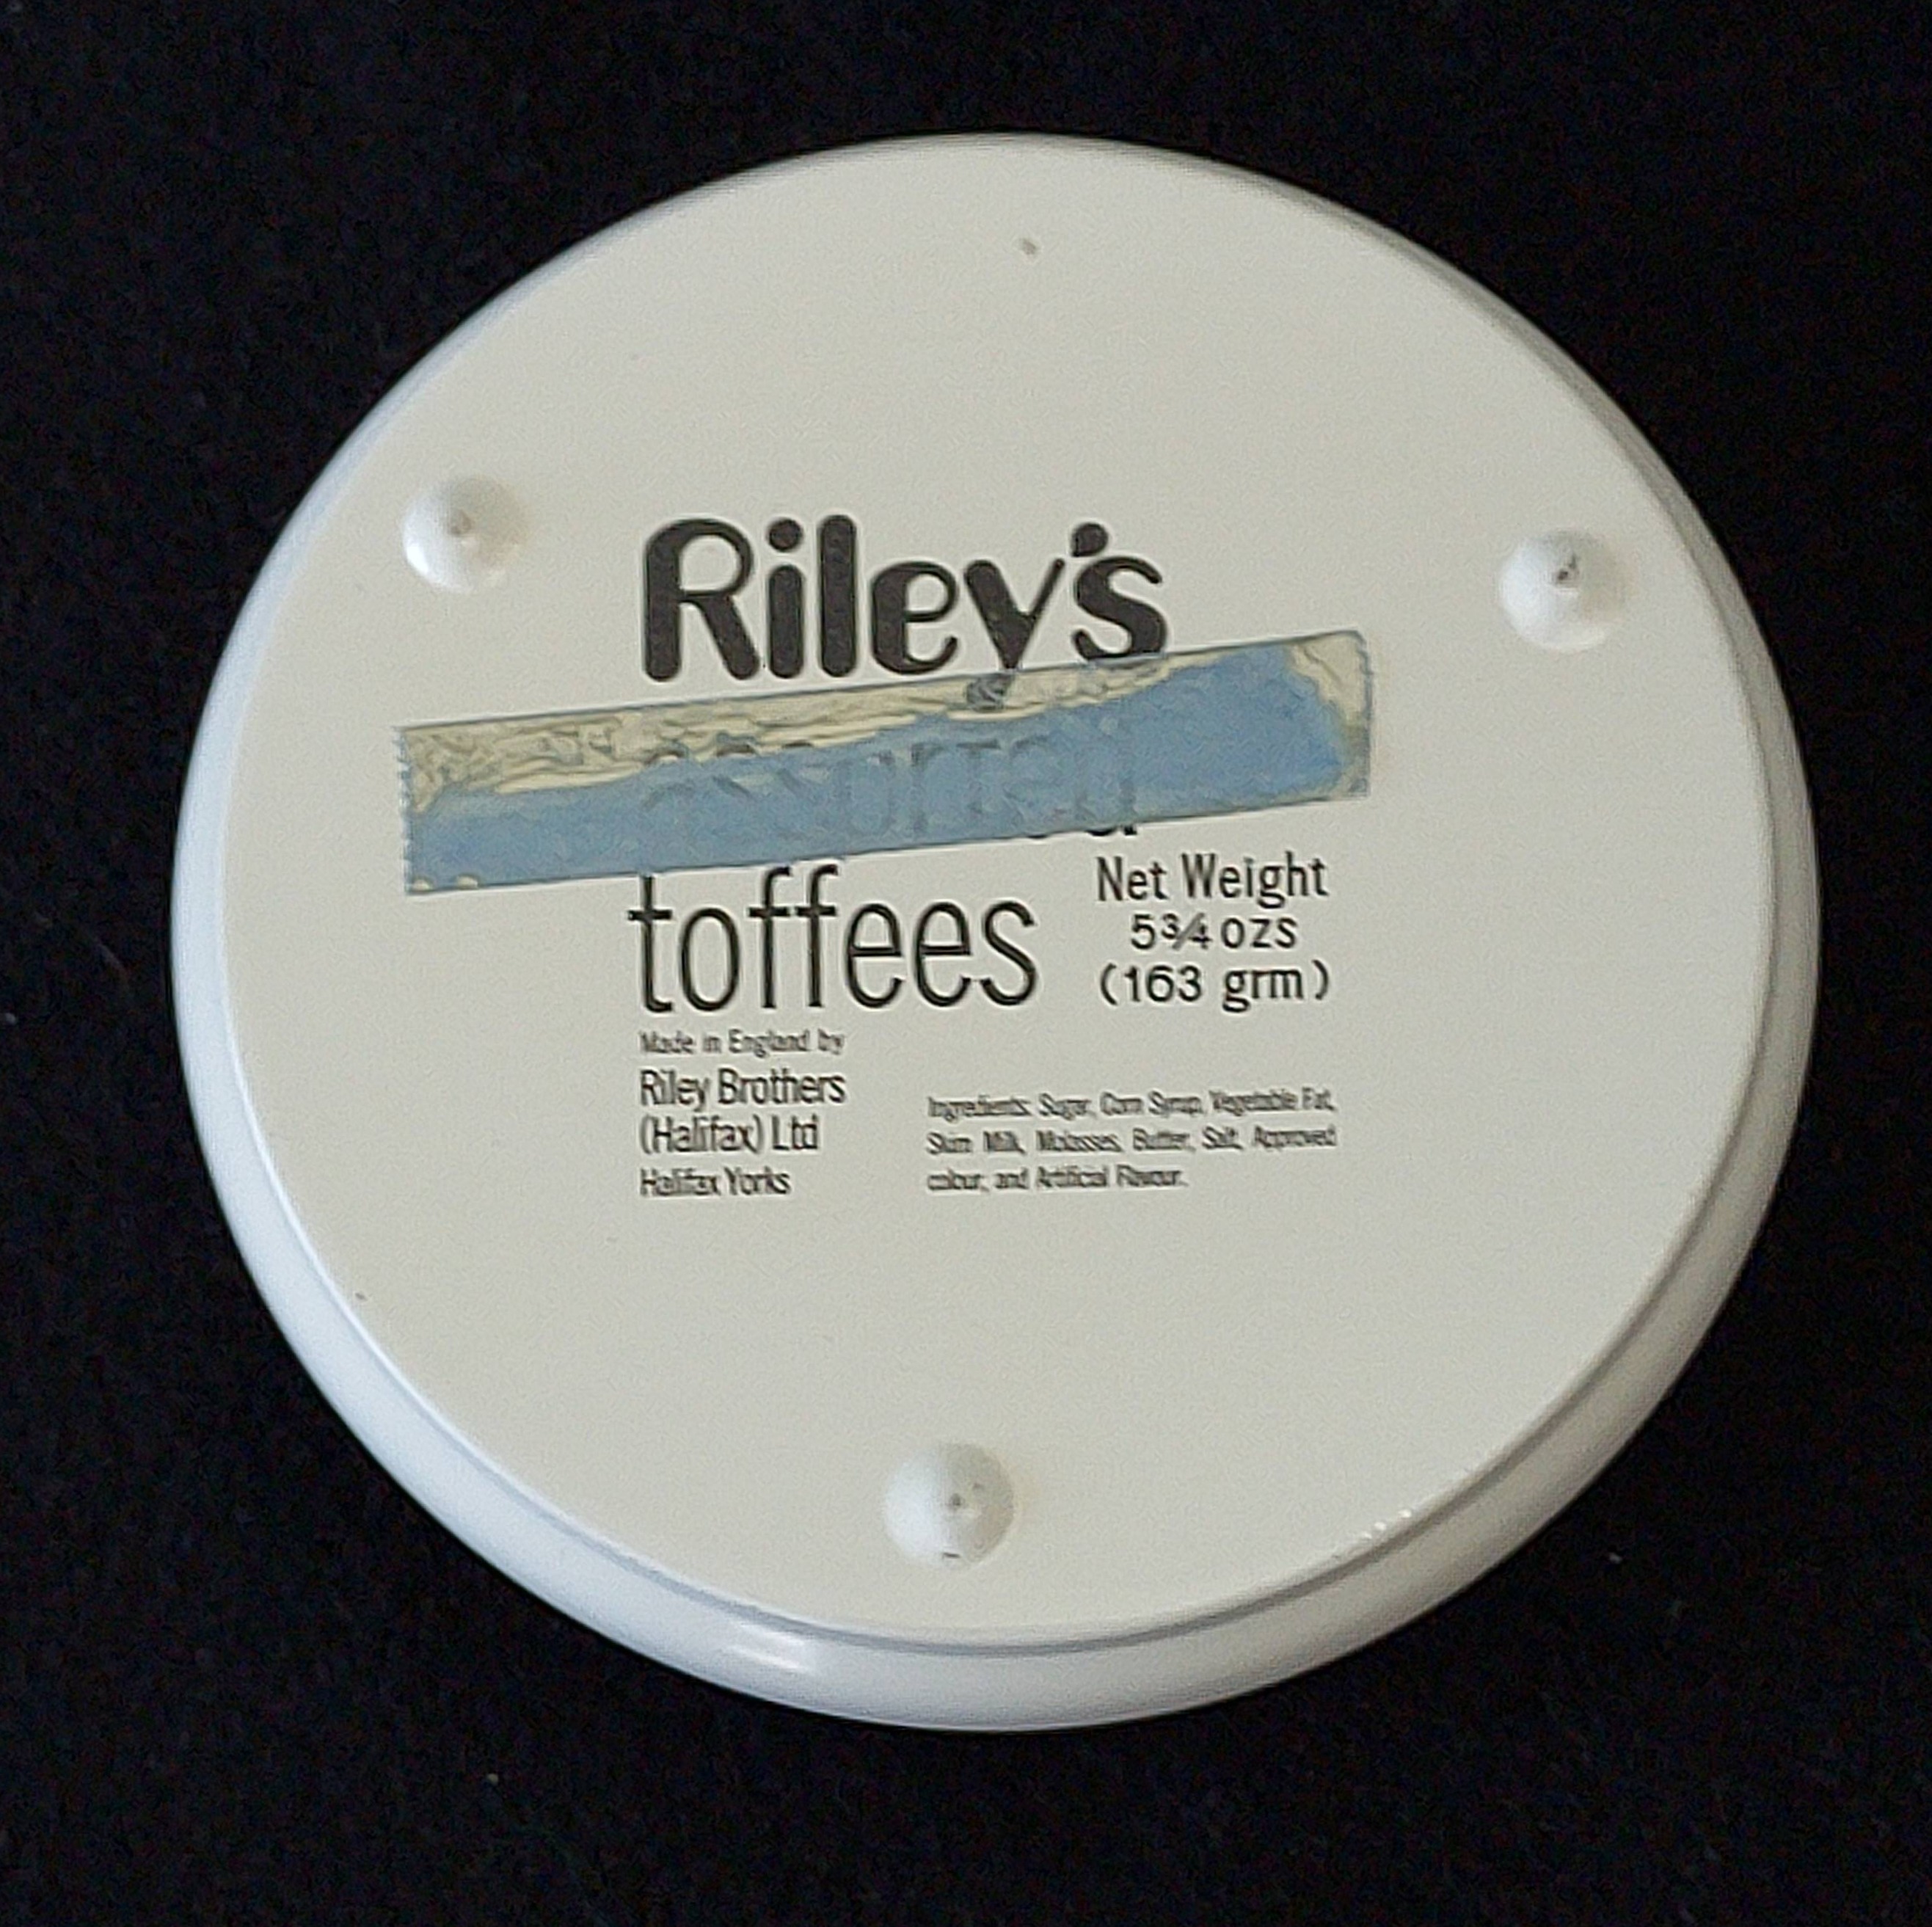 Riley's
assorted
toffees
Net Weight
5¾ ozs
(163 grm)
Made in England by
Riley Brothers
(Halifax) Ltd
Halifax Yorks
Ingredients: Sugar, Corn Syrup, Vegetable Fat,
Skim Milk, Molasses, Butter, Salt, Approved
colour, and Artificial Flavour.